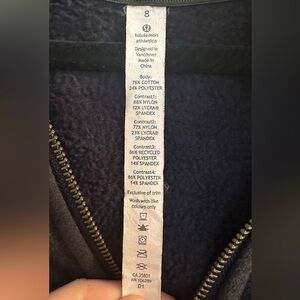 8
lululemon
athletica
Designed in
Vancouver
Made in
China
Body:
76% COTTON
24% POLYESTER
Contrast1:
88% NYLON
12% LYCRA®
SPANDEX
Contrast2:
77% NYLON
23% LYCRA®
SPANDEX
Contrast3:
86% RECYCLED
POLYESTER
14% SPANDEX
Contrast4:
86% POLYESTER
14% SPANDEX
Exclusive of trim
Wash with like
colours only
CA 35801
D1